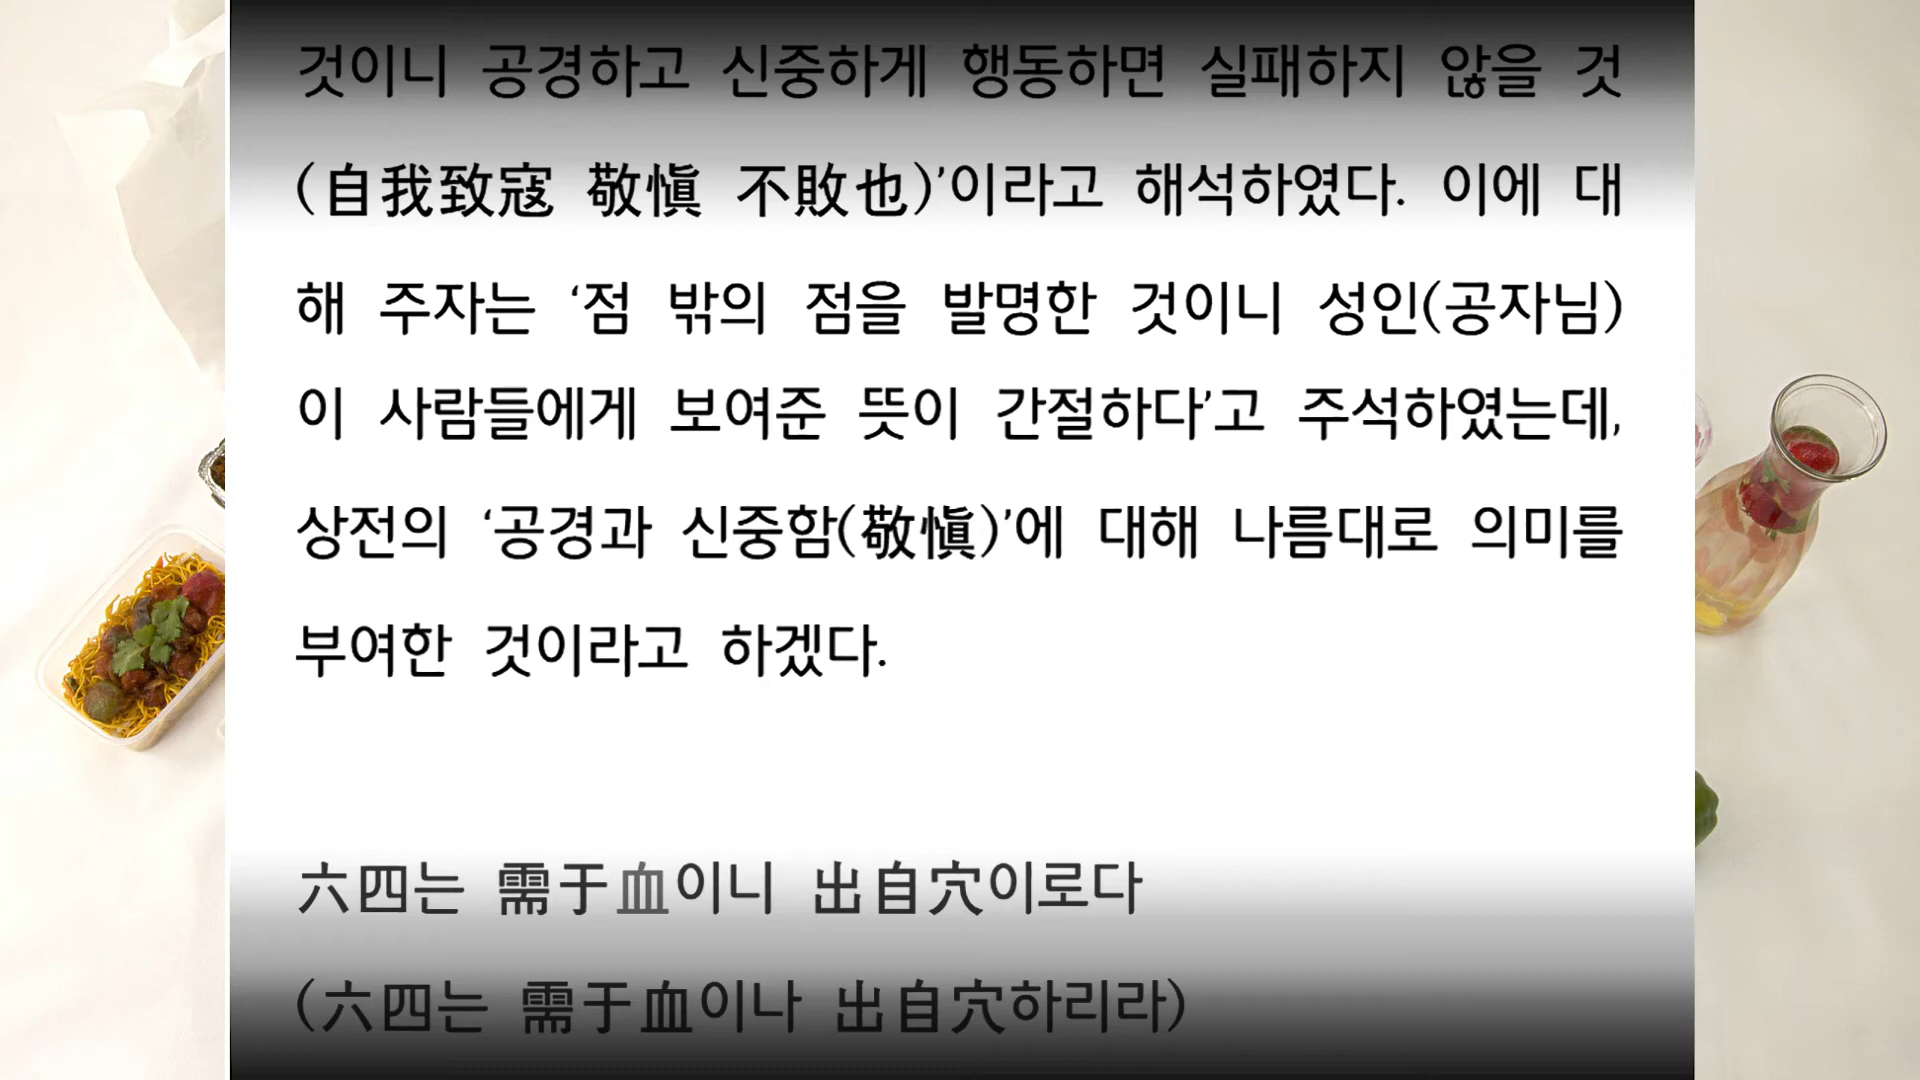 것이니 공경하고 신중하게 행동하면 실패하지 않을 것
(自我致寇 敬愼 不敗也)’이라고 해석하였다. 이에 대
해 주자는 ‘점 밖의 점을 발명한 것이니 성인(공자님)
이 사람들에게 보여준 뜻이 간절하다’고 주석하였는데,
상전의 ‘공경과 신중함(敬愼)’에 대해 나름대로 의미를
부여한 것이라고 하겠다.
六四는 需于血이니 出自穴이로다
(六四는 需于血이나 出自穴하리라)